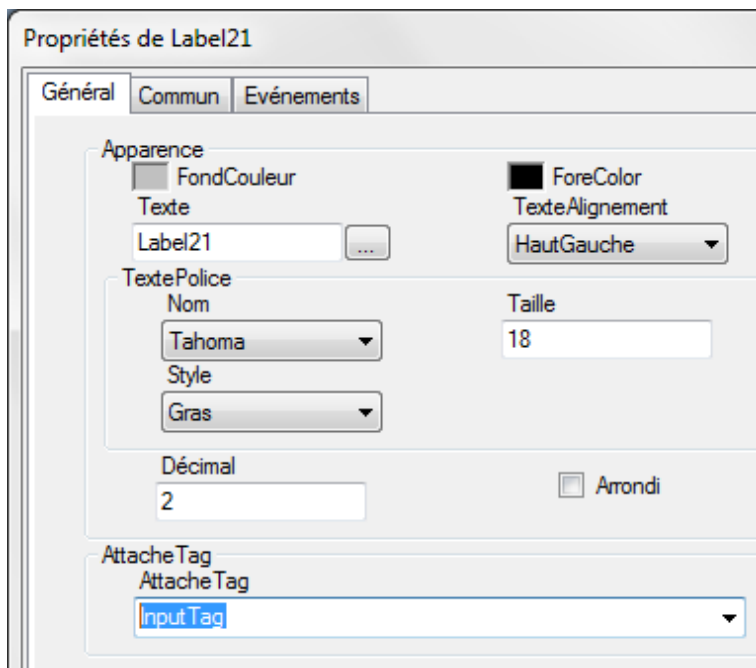 Propriétés de Label21
Général Commun Evénements
Apparence
FondCouleur ForeColor
Texte TexteAlignement
Label21 ... HautGauche
TextePolice
Nom Taille
Tahoma 18
Style
Gras
Décimal
2 Arrondi
AttacheTag
AttacheTag
InputTag